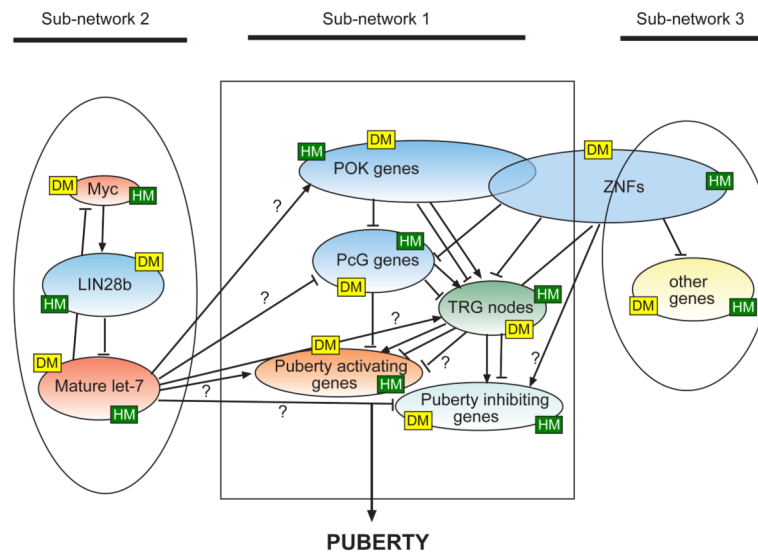 Sub-network 2
Sub-network 1
Sub-network 3
DM
HM
POK genes
DM
ZNFs
HM
DM
Myc
HM
?
HM
PcG genes
DM
DM
LIN28b
HM
?
other
genes
DM
HM
TRG nodes
HM
DM
?
DM
Mature let-7
HM
DM
Puberty activating
genes
HM
?
?
?
?
Puberty inhibiting
genes
DM
HM
PUBERTY